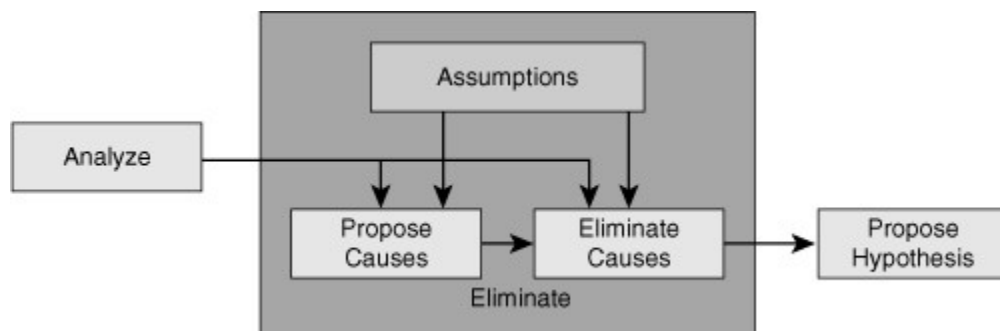 Assumptions
Analyze
Propose
Causes
Eliminate
Causes
Propose
Hypothesis
Eliminate